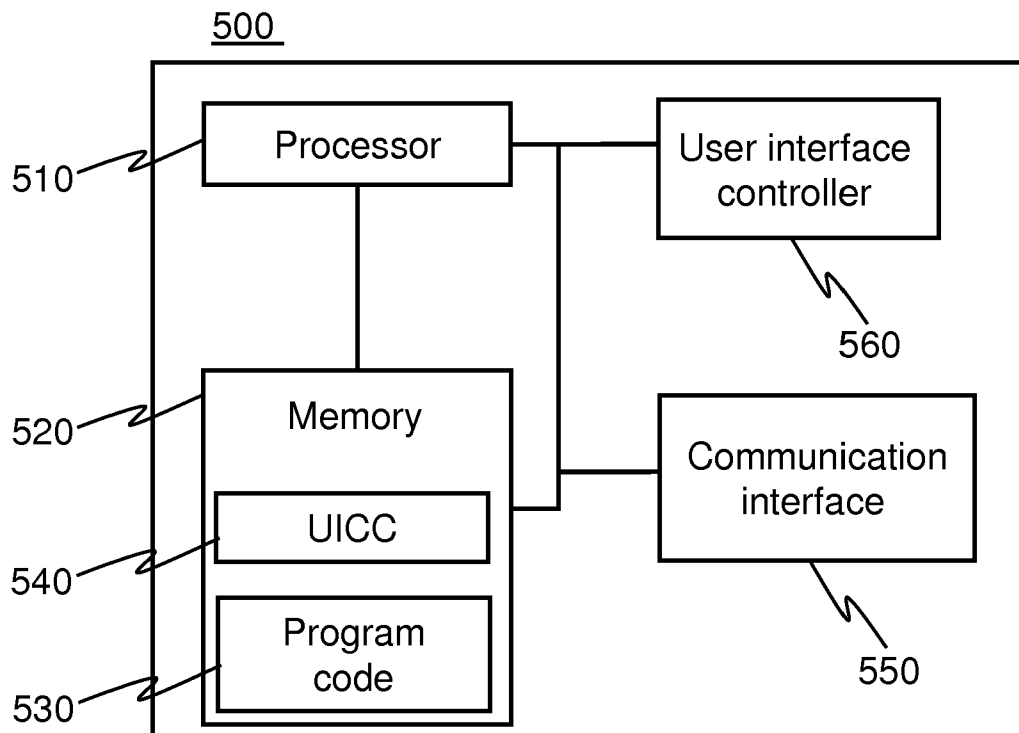 500
Processor
510
User interface
controller
560
520
Memory
Communication
interface
UICC
540
Program
code
530
550